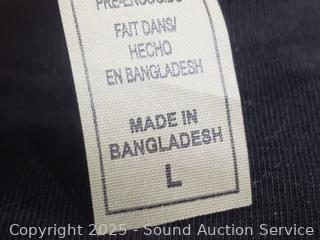 FAIT DANS/
HECHO
EN BANGLADESH
MADE IN
BANGLADESH
L
Copyright © 2025 - Sound Auction Service